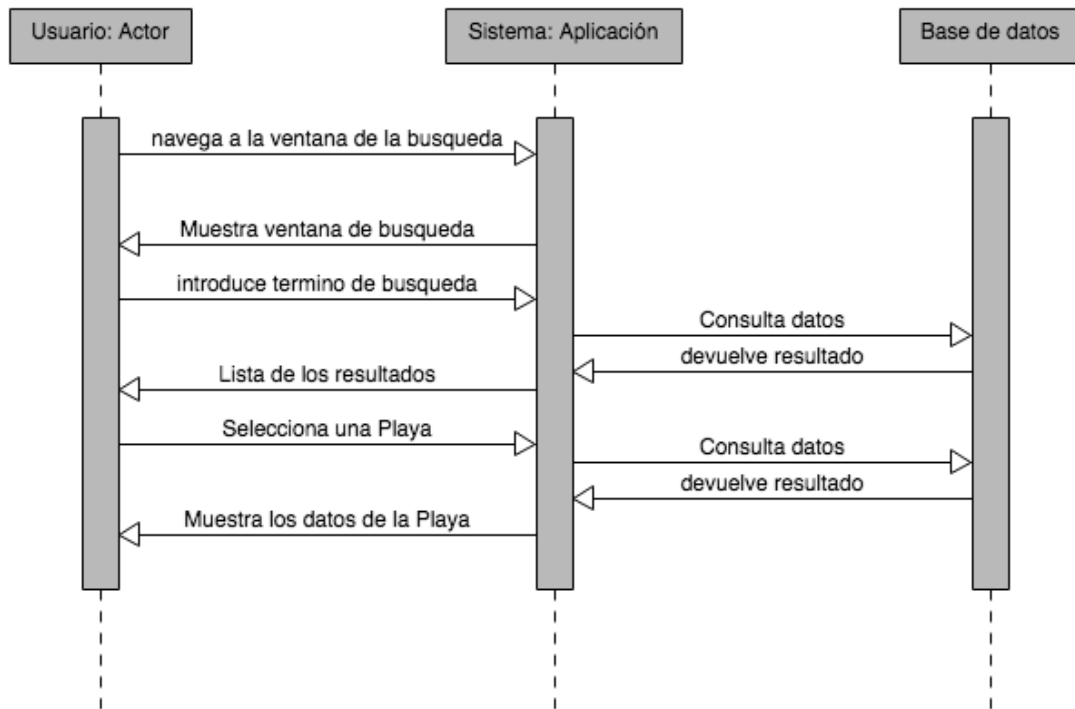 Usuario: Actor
Sistema: Aplicación
Base de datos
navega a la ventana de la busqueda
Muestra ventana de busqueda
introduce termino de busqueda
Consulta datos
devuelve resultado
Lista de los resultados
Selecciona una Playa
Consulta datos
devuelve resultado
Muestra los datos de la Playa